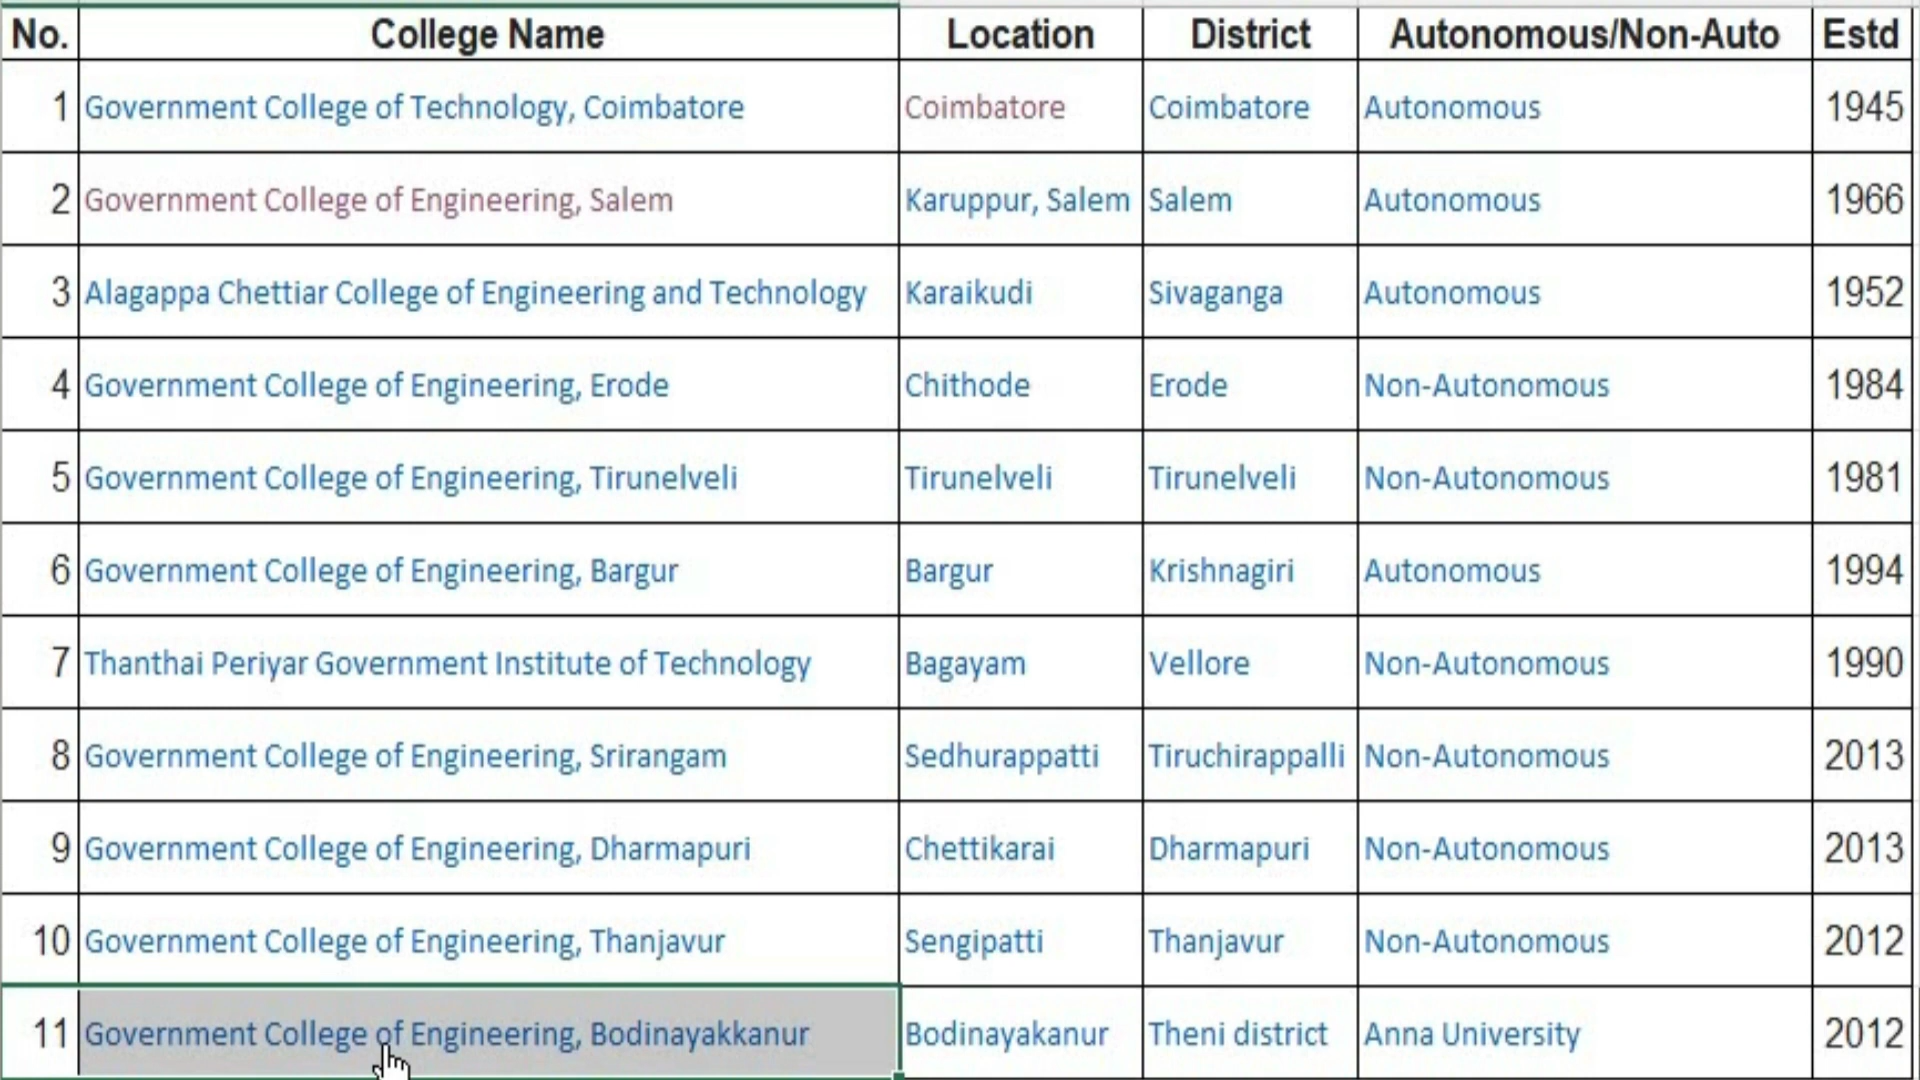 No. College Name Location District Autonomous/Non-Auto Estd
1 Government College of Technology, Coimbatore Coimbatore Coimbatore Autonomous 1945
2 Government College of Engineering, Salem Karuppur, Salem Salem Autonomous 1966
3 Alagappa Chettiar College of Engineering and Technology Karaikudi Sivaganga Autonomous 1952
4 Government College of Engineering, Erode Chithode Erode Non-Autonomous 1984
5 Government College of Engineering, Tirunelveli Tirunelveli Tirunelveli Non-Autonomous 1981
6 Government College of Engineering, Bargur Bargur Krishnagiri Autonomous 1994
7 Thanthai Periyar Government Institute of Technology Bagayam Vellore Non-Autonomous 1990
8 Government College of Engineering, Srirangam Sedhurappatti Tiruchirappalli Non-Autonomous 2013
9 Government College of Engineering, Dharmapuri Chettikarai Dharmapuri Non-Autonomous 2013
10 Government College of Engineering, Thanjavur Sengipatti Thanjavur Non-Autonomous 2012
11 Government College of Engineering, Bodinayakkanur Bodinayakanur Theni district Anna University 2012